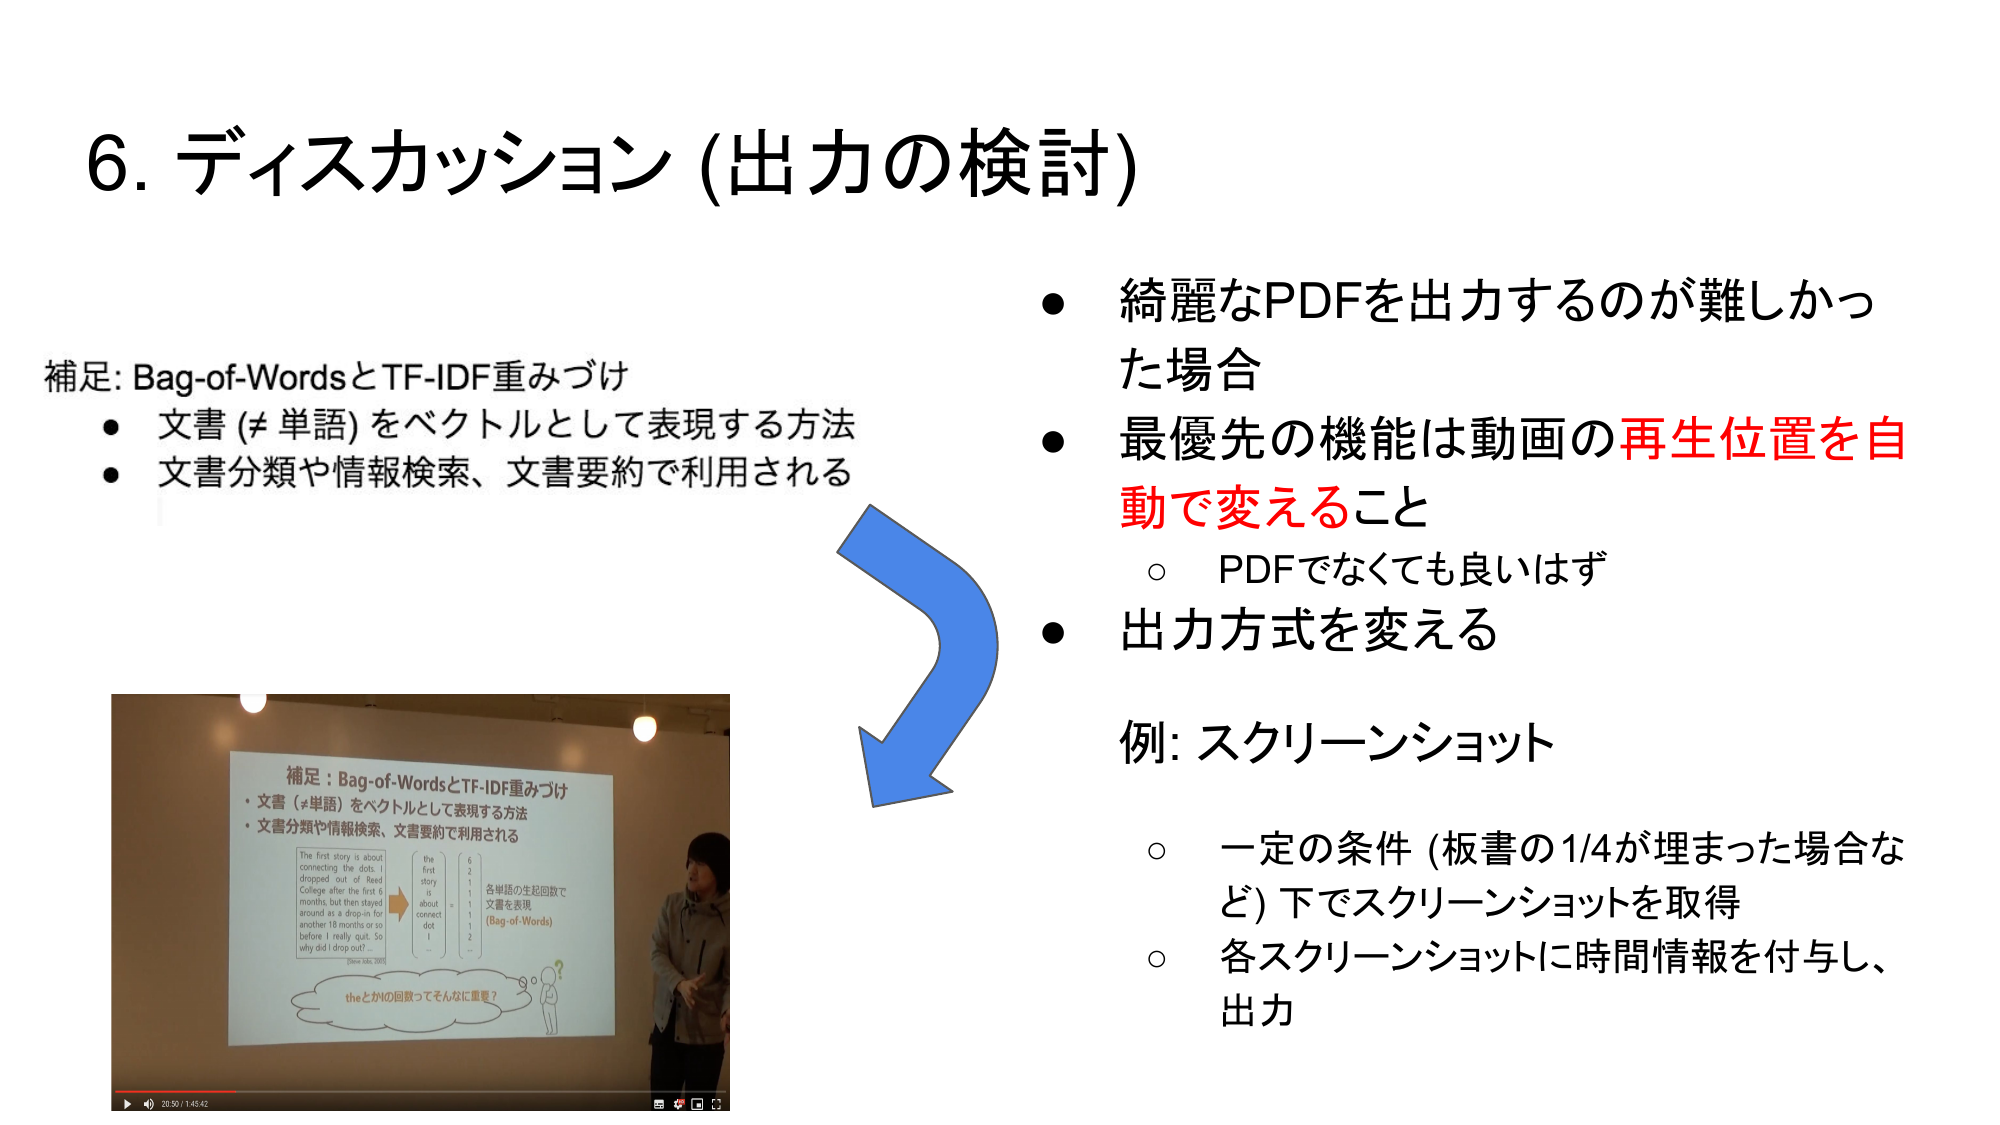 6. ディスカッション (出力の検討)
補足: Bag-of-WordsとTF-IDF重みづけ
● 文書 (≠ 単語) をベクトルとして表現する方法
● 文書分類や情報検索、文書要約で利用される
補足：Bag-of-WordsとTF-IDF重みづけ
・文書（≠単語）をベクトルとして表現する方法
・文書分類や情報検索、文書要約で利用される
The first story is about
connecting the dots. I
dropped out of Reed
College after the first 6
months, but then stayed
around as a drop-in for
another 18 months or so
before I really quit. So
why did I drop out? ...
the
first
story
is
about
connect
dot
I
...
=
6
2
1
1
1
1
1
2
...
各単語の生起回数で
文書を表現
(Bag-of-Words)
theとかIの回数ってそんなに重要？
?
20:50 / 1:45:42
● 綺麗なPDFを出力するのが難しかっ
た場合
● 最優先の機能は動画の再生位置を自
動で変えること
○ PDFでなくても良いはず
● 出力方式を変える
例: スクリーンショット
○ 一定の条件 (板書の1/4が埋まった場合な
ど) 下でスクリーンショットを取得
○ 各スクリーンショットに時間情報を付与し、
出力